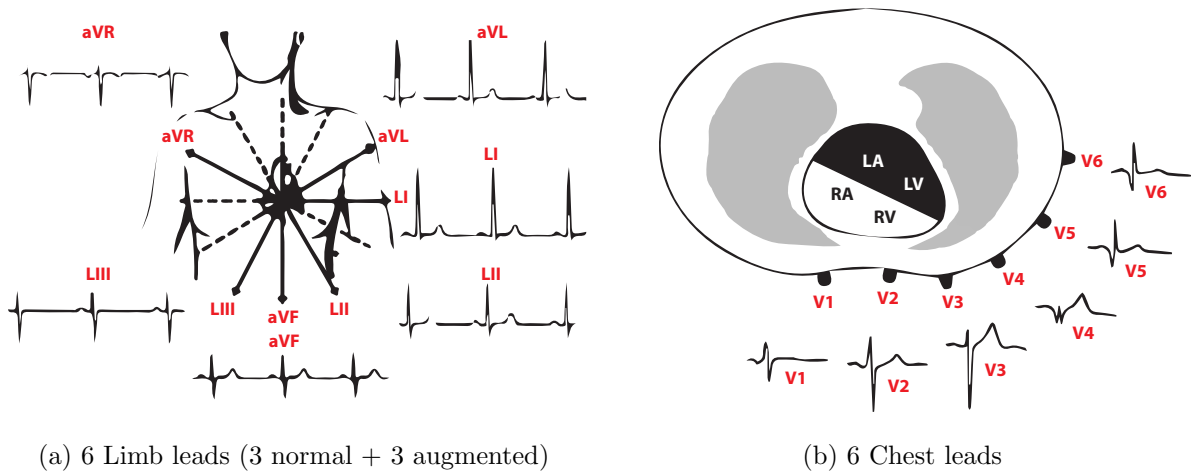 aVR
aVL
aVR
aVL
LI
LI
LIII
LII
LIII
aVF
LII
aVF
LA
LV
RA
RV
V6
V6
V5
V5
V4
V4
V1
V2
V3
V3
V1
V2
(a) 6 Limb leads (3 normal + 3 augmented)
(b) 6 Chest leads